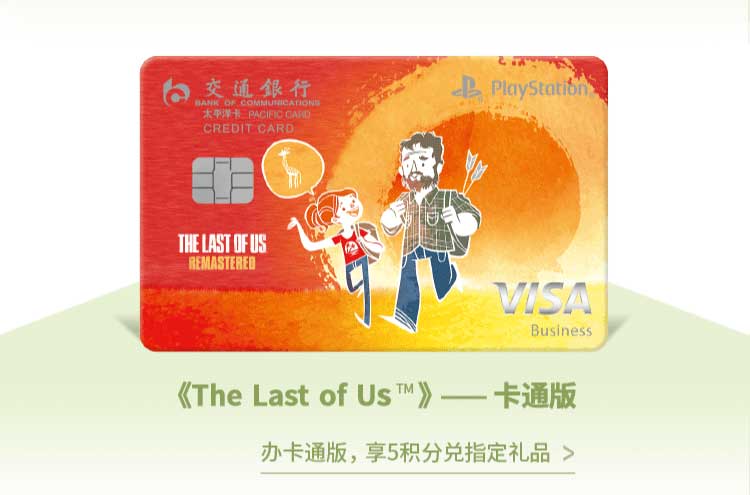 交通銀行
BANK OF COMMUNICATIONS
太平洋卡 PACIFIC CARD
CREDIT CARD
PlayStation
THE LAST OF US
REMASTERED
VISA
Business
《The Last of Us™》—— 卡通版
办卡通版，享5积分兑指定礼品 >